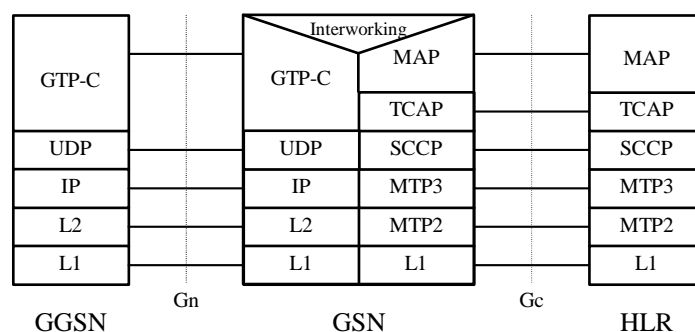 Interworking
GTP-C GTP-C MAP MAP
TCAP TCAP
UDP UDP SCCP SCCP
IP IP MTP3 MTP3
L2 L2 MTP2 MTP2
L1 L1 L1 L1
Gn Gc
GGSN GSN HLR